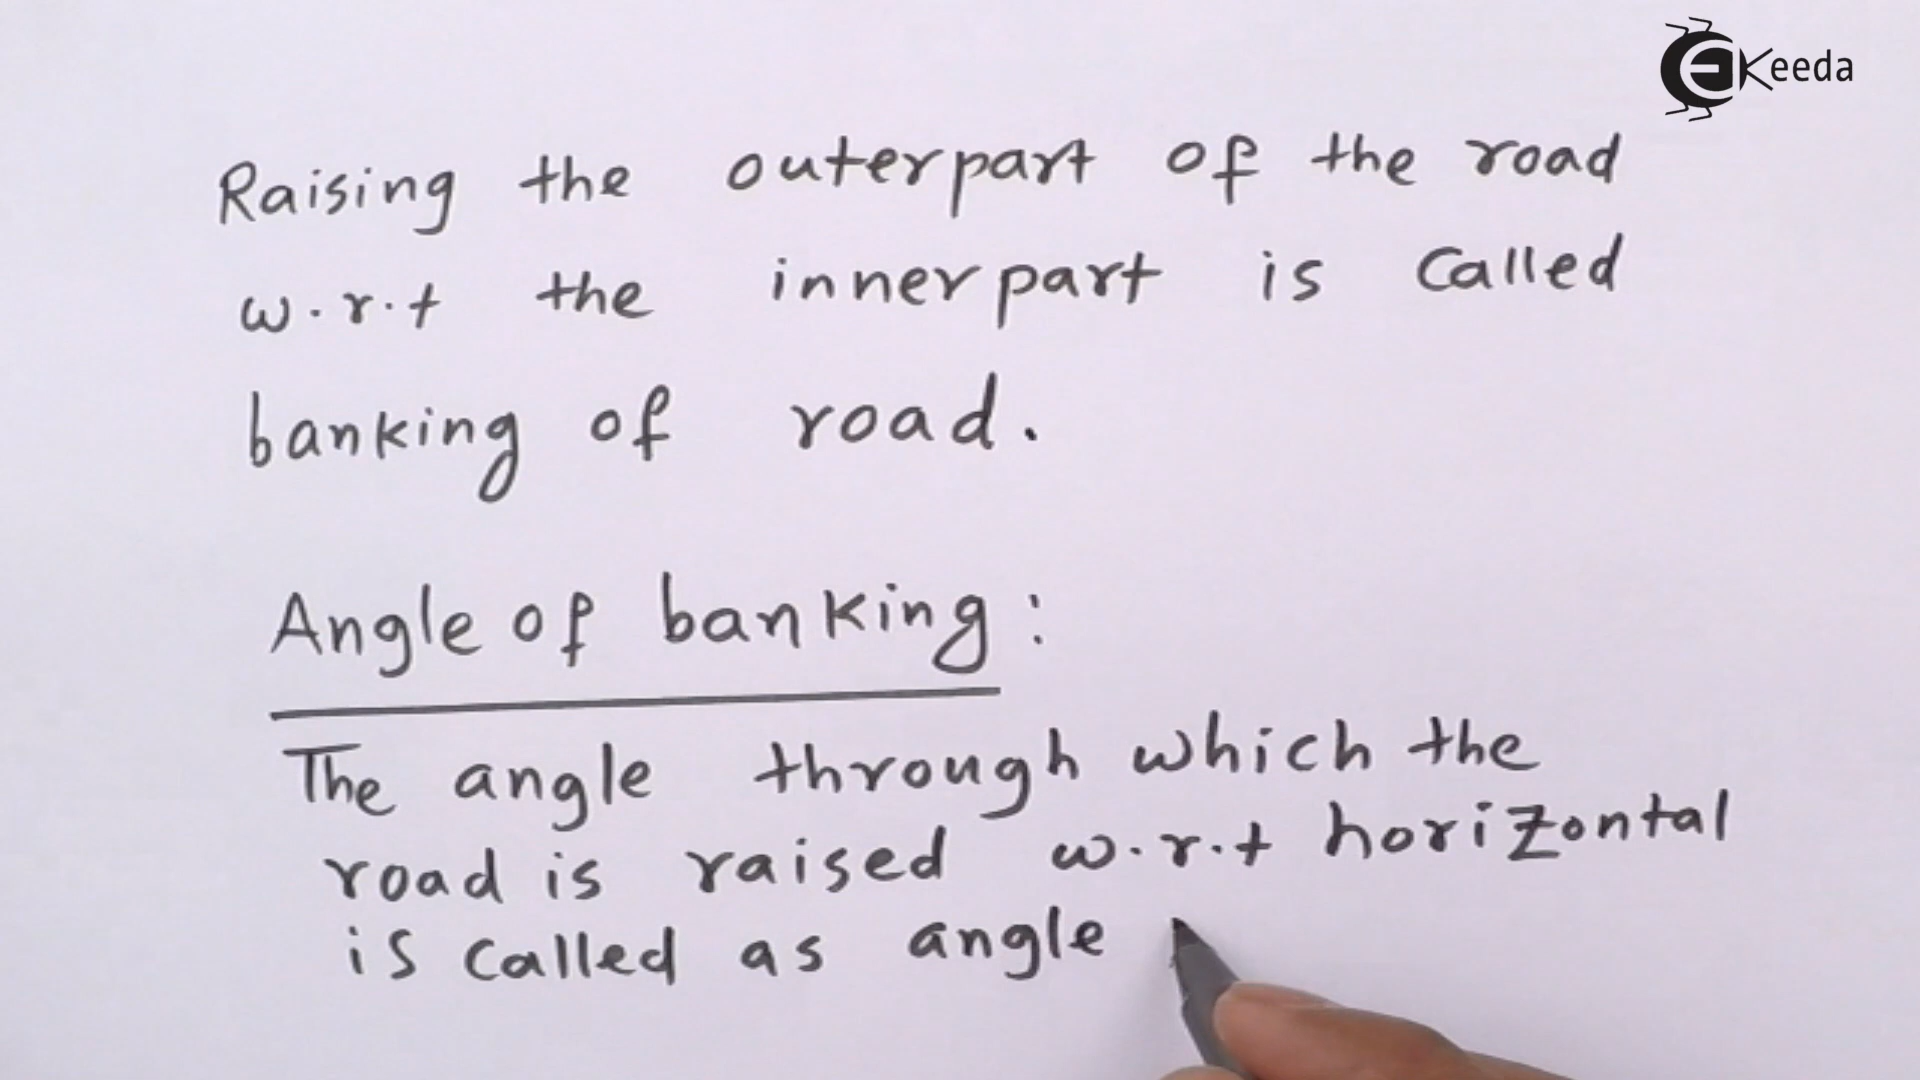 EKeeda
Raising the outerpart of the road
w.r.t the innerpart is called
banking of road.
Angle of banking:
The angle through which the
road is raised w.r.t horizontal
is called as angle